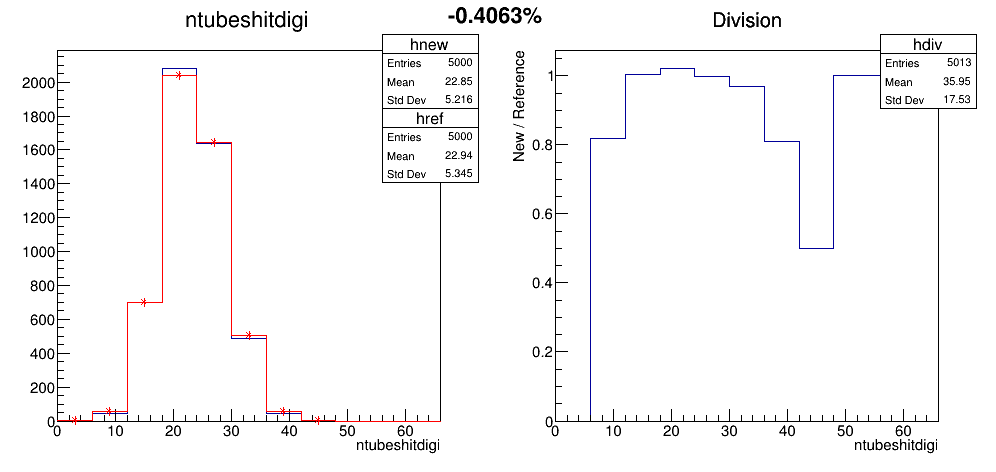 -0.4063%
ntubeshitdigi
hnew
Entries 5000
Mean 22.85
Std Dev 5.216
href
Entries 5000
Mean 22.94
Std Dev 5.345
2000
1800
1600
1400
1200
1000
800
600
400
200
0
0 10 20 30 40 50 60
ntubeshitdigi
Division
hdiv
Entries 5013
Mean 35.95
Std Dev 17.53
New / Reference
1
0.8
0.6
0.4
0.2
0
0 10 20 30 40 50 60
ntubeshitdigi